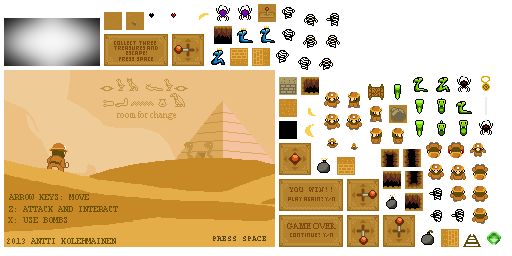 COLLECT THREE
TREASURES AND
ESCAPE!
PRESS SPACE
room for change
ARROW KEYS: MOVE
Z: ATTACK AND INTERACT
X: USE BOMBS
2013 ANTTI KOLEHMAINEN
PRESS SPACE
YOU WIN!!
PLAY AGAIN? Y/N
GAME OVER
CONTINUE? Y/N